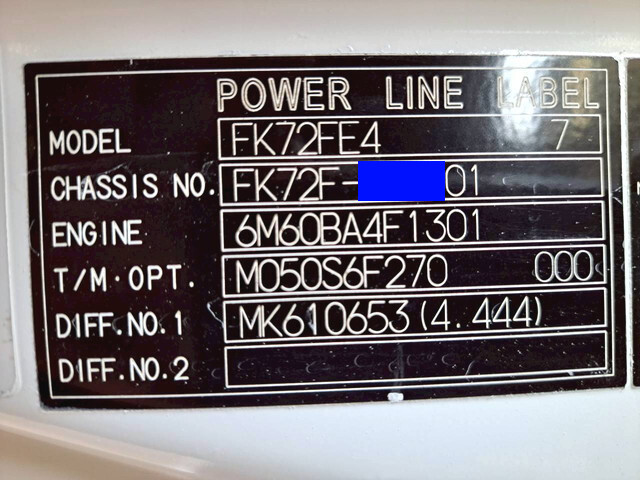 POWER LINE LABEL
MODEL FK72FE4 7
CHASSIS NO. FK72F- 01
ENGINE 6M60BA4F1301
T/M·OPT. M050S6F270 000
DIFF.NO.1 MK610653(4.444)
DIFF.NO.2